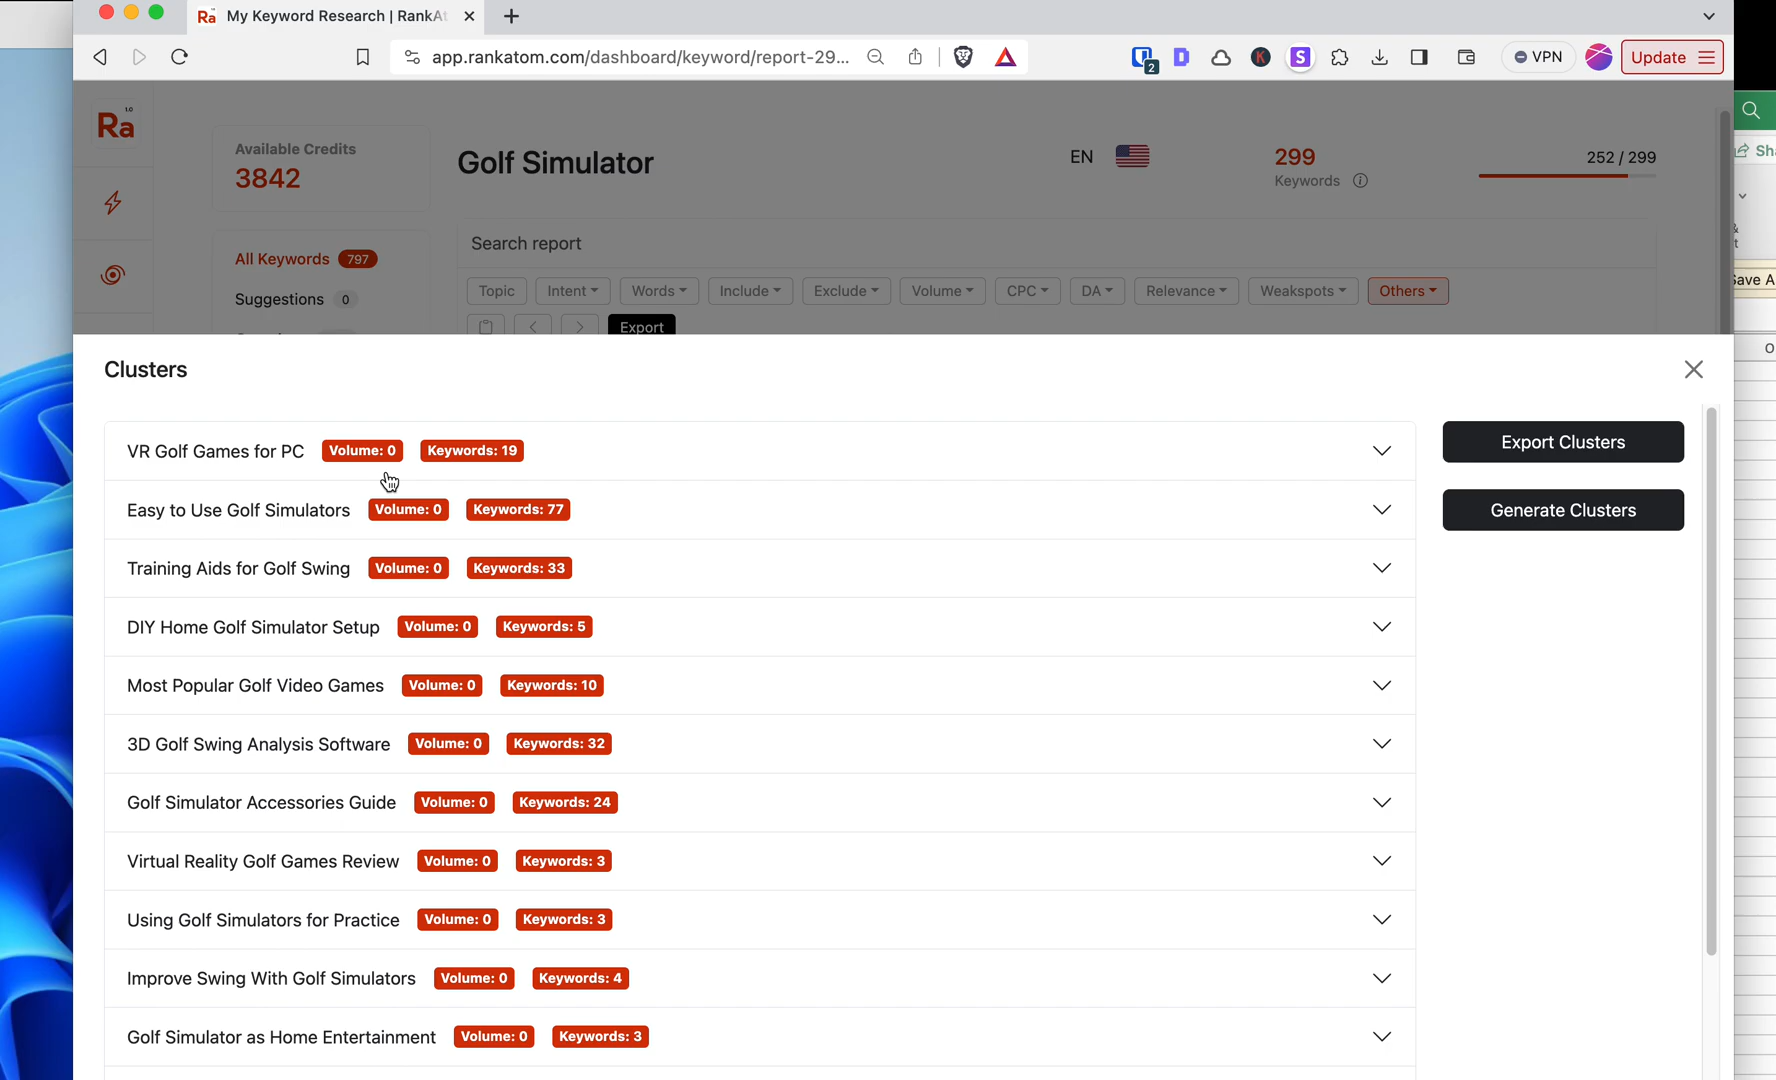 Ra My Keyword Research | RankAt
app.rankatom.com/dashboard/keyword/report-29...
2
VPN
Update
Ra
1.0
Available Credits
3842
Golf Simulator
EN
299
Keywords
252 / 299
All Keywords 797
Suggestions 0
Search report
Topic Intent Words Include Exclude Volume CPC DA Relevance Weakspots Others
Export
Clusters
VR Golf Games for PC Volume: 0 Keywords: 19
Easy to Use Golf Simulators Volume: 0 Keywords: 77
Training Aids for Golf Swing Volume: 0 Keywords: 33
DIY Home Golf Simulator Setup Volume: 0 Keywords: 5
Most Popular Golf Video Games Volume: 0 Keywords: 10
3D Golf Swing Analysis Software Volume: 0 Keywords: 32
Golf Simulator Accessories Guide Volume: 0 Keywords: 24
Virtual Reality Golf Games Review Volume: 0 Keywords: 3
Using Golf Simulators for Practice Volume: 0 Keywords: 3
Improve Swing With Golf Simulators Volume: 0 Keywords: 4
Golf Simulator as Home Entertainment Volume: 0 Keywords: 3
Export Clusters
Generate Clusters
D
K
S
Sha
&
t
Save A
O